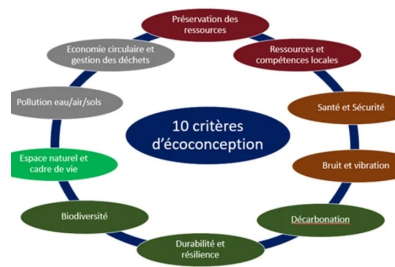 Préservation des
ressources
Economie circulaire et
gestion des déchets
Ressources et
compétences locales
Pollution eau/air/sols
Santé et Sécurité
10 critères
d'écoconception
Espace naturel et
cadre de vie
Bruit et vibration
Biodiversité
Décarbonation
Durabilité et
résilience